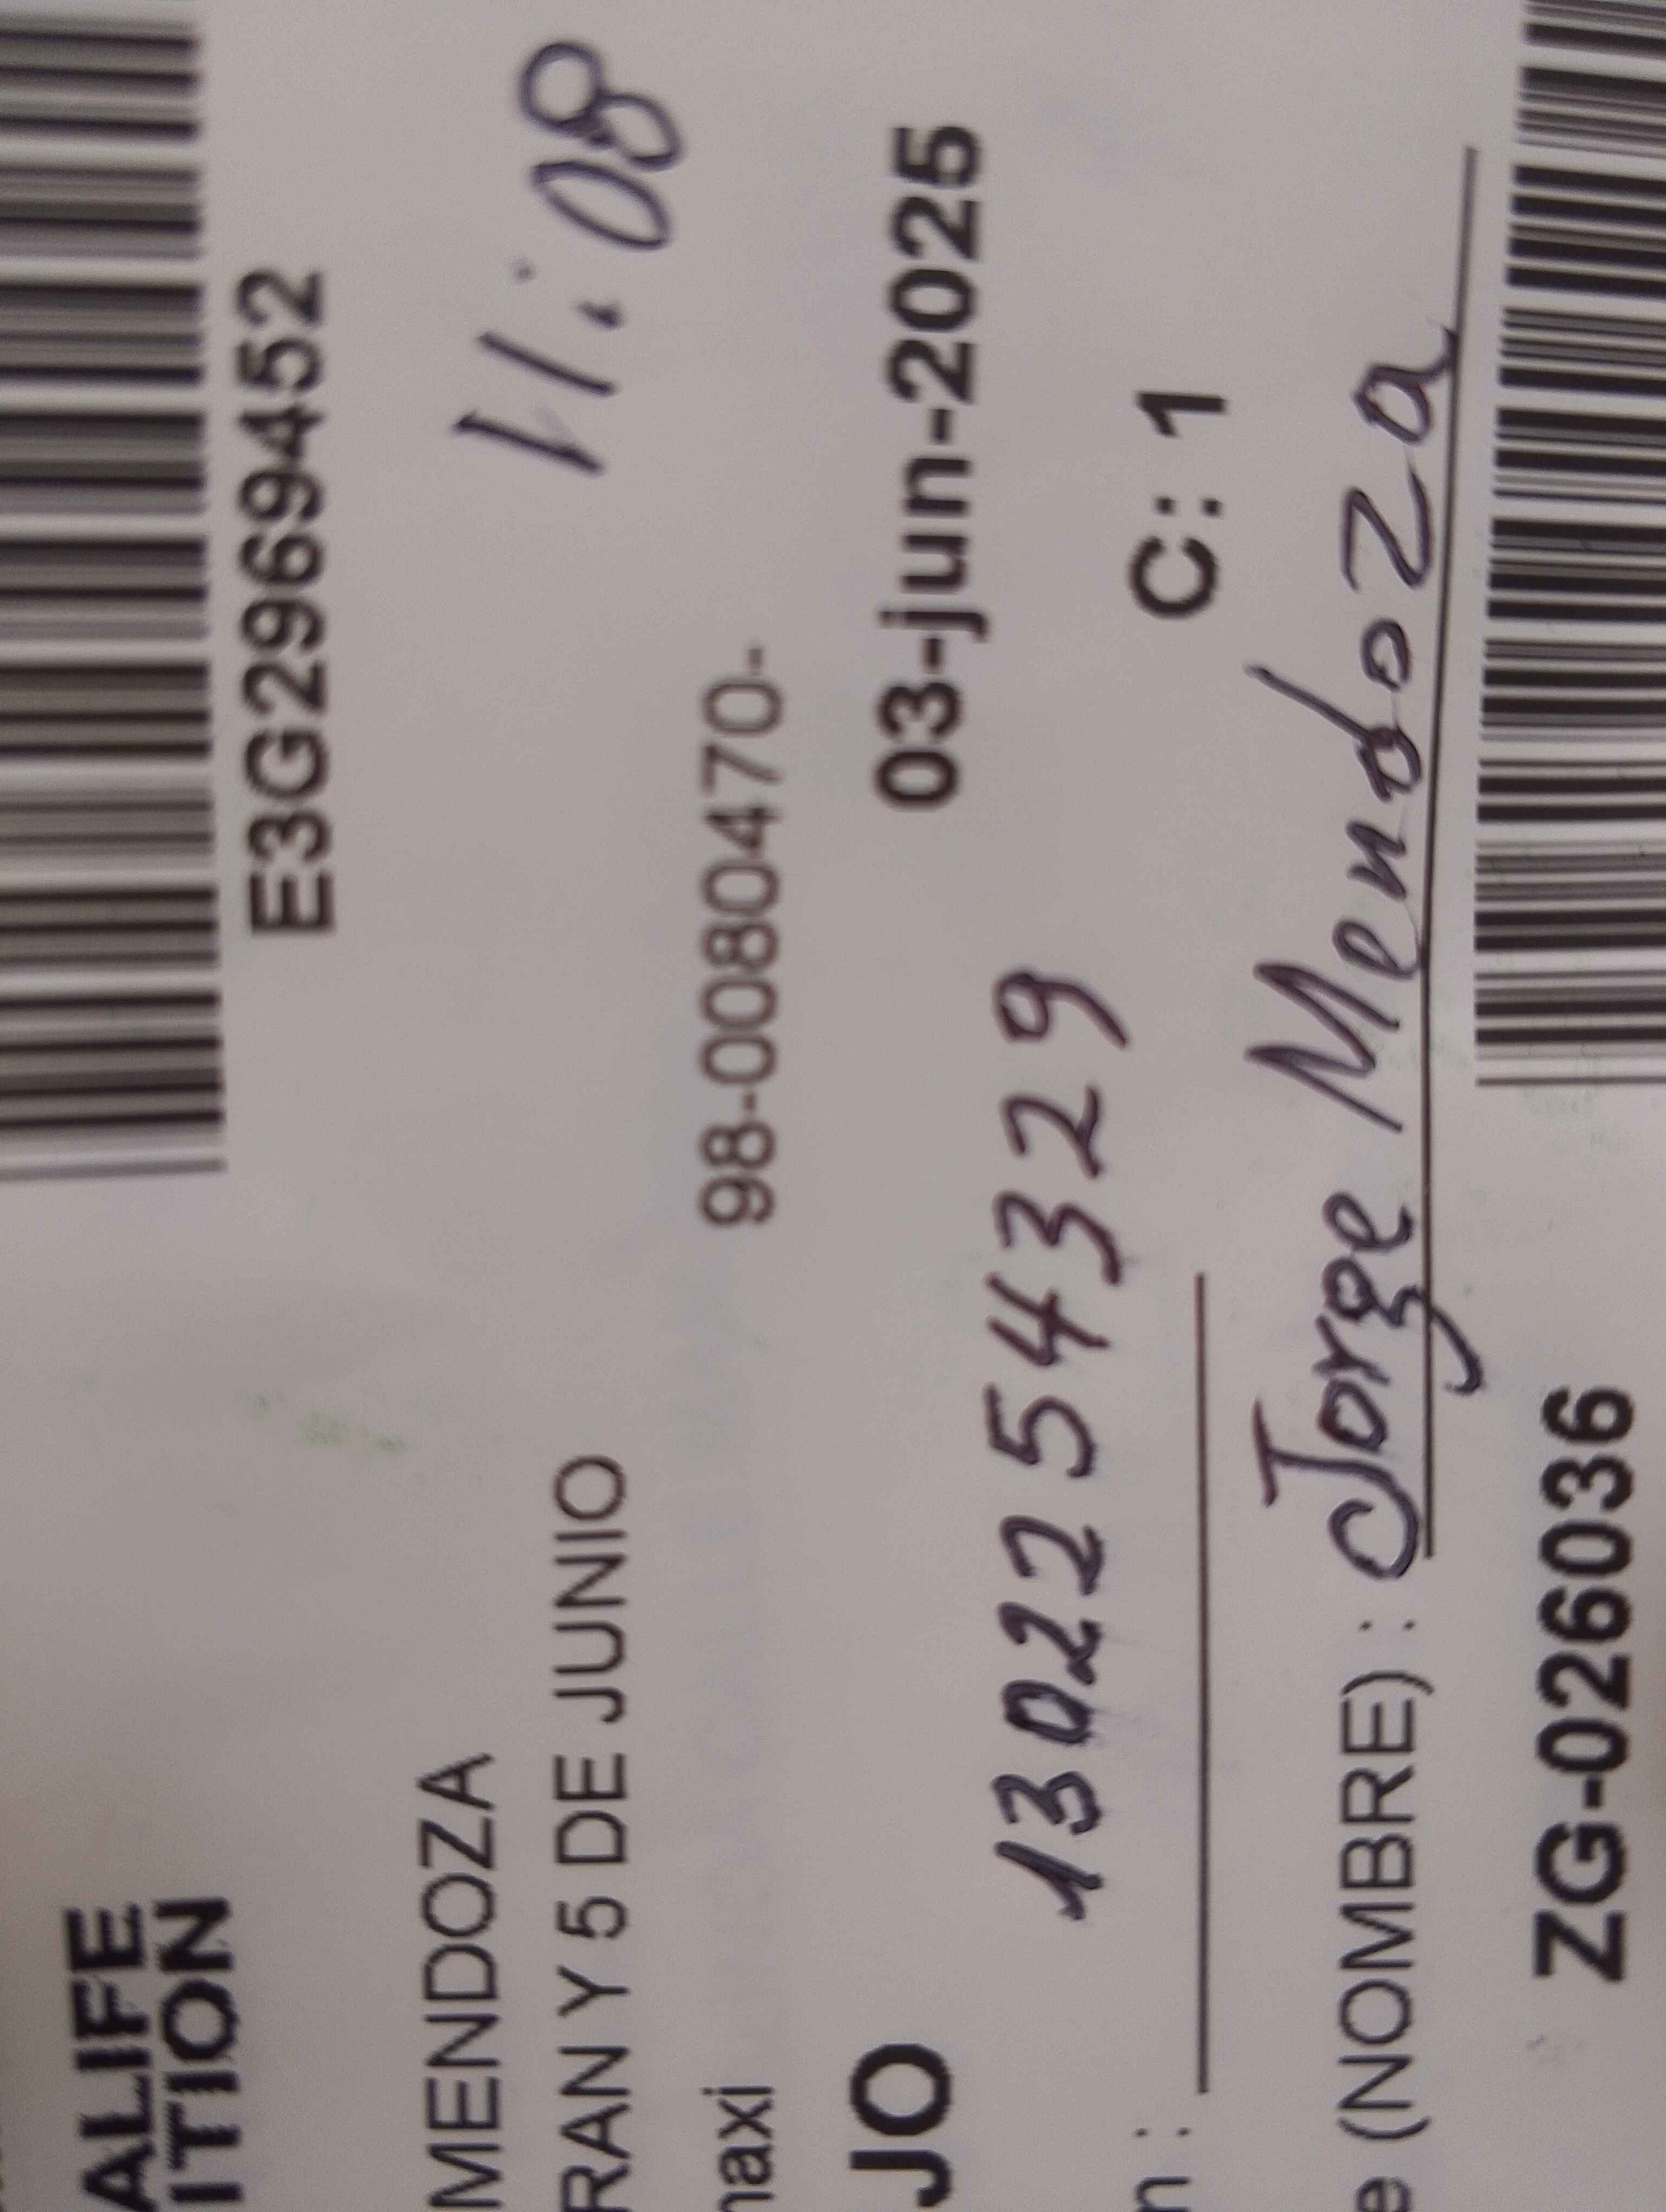 ALIFE
ITION
E3G2969452
MENDOZA
11:08
RAN Y 5 DE JUNIO
naxi 98-0080470-
JO 03-jun-2025
1302254329
n : C: 1
e (NOMBRE) : Jorge Mendoza
ZG-026036